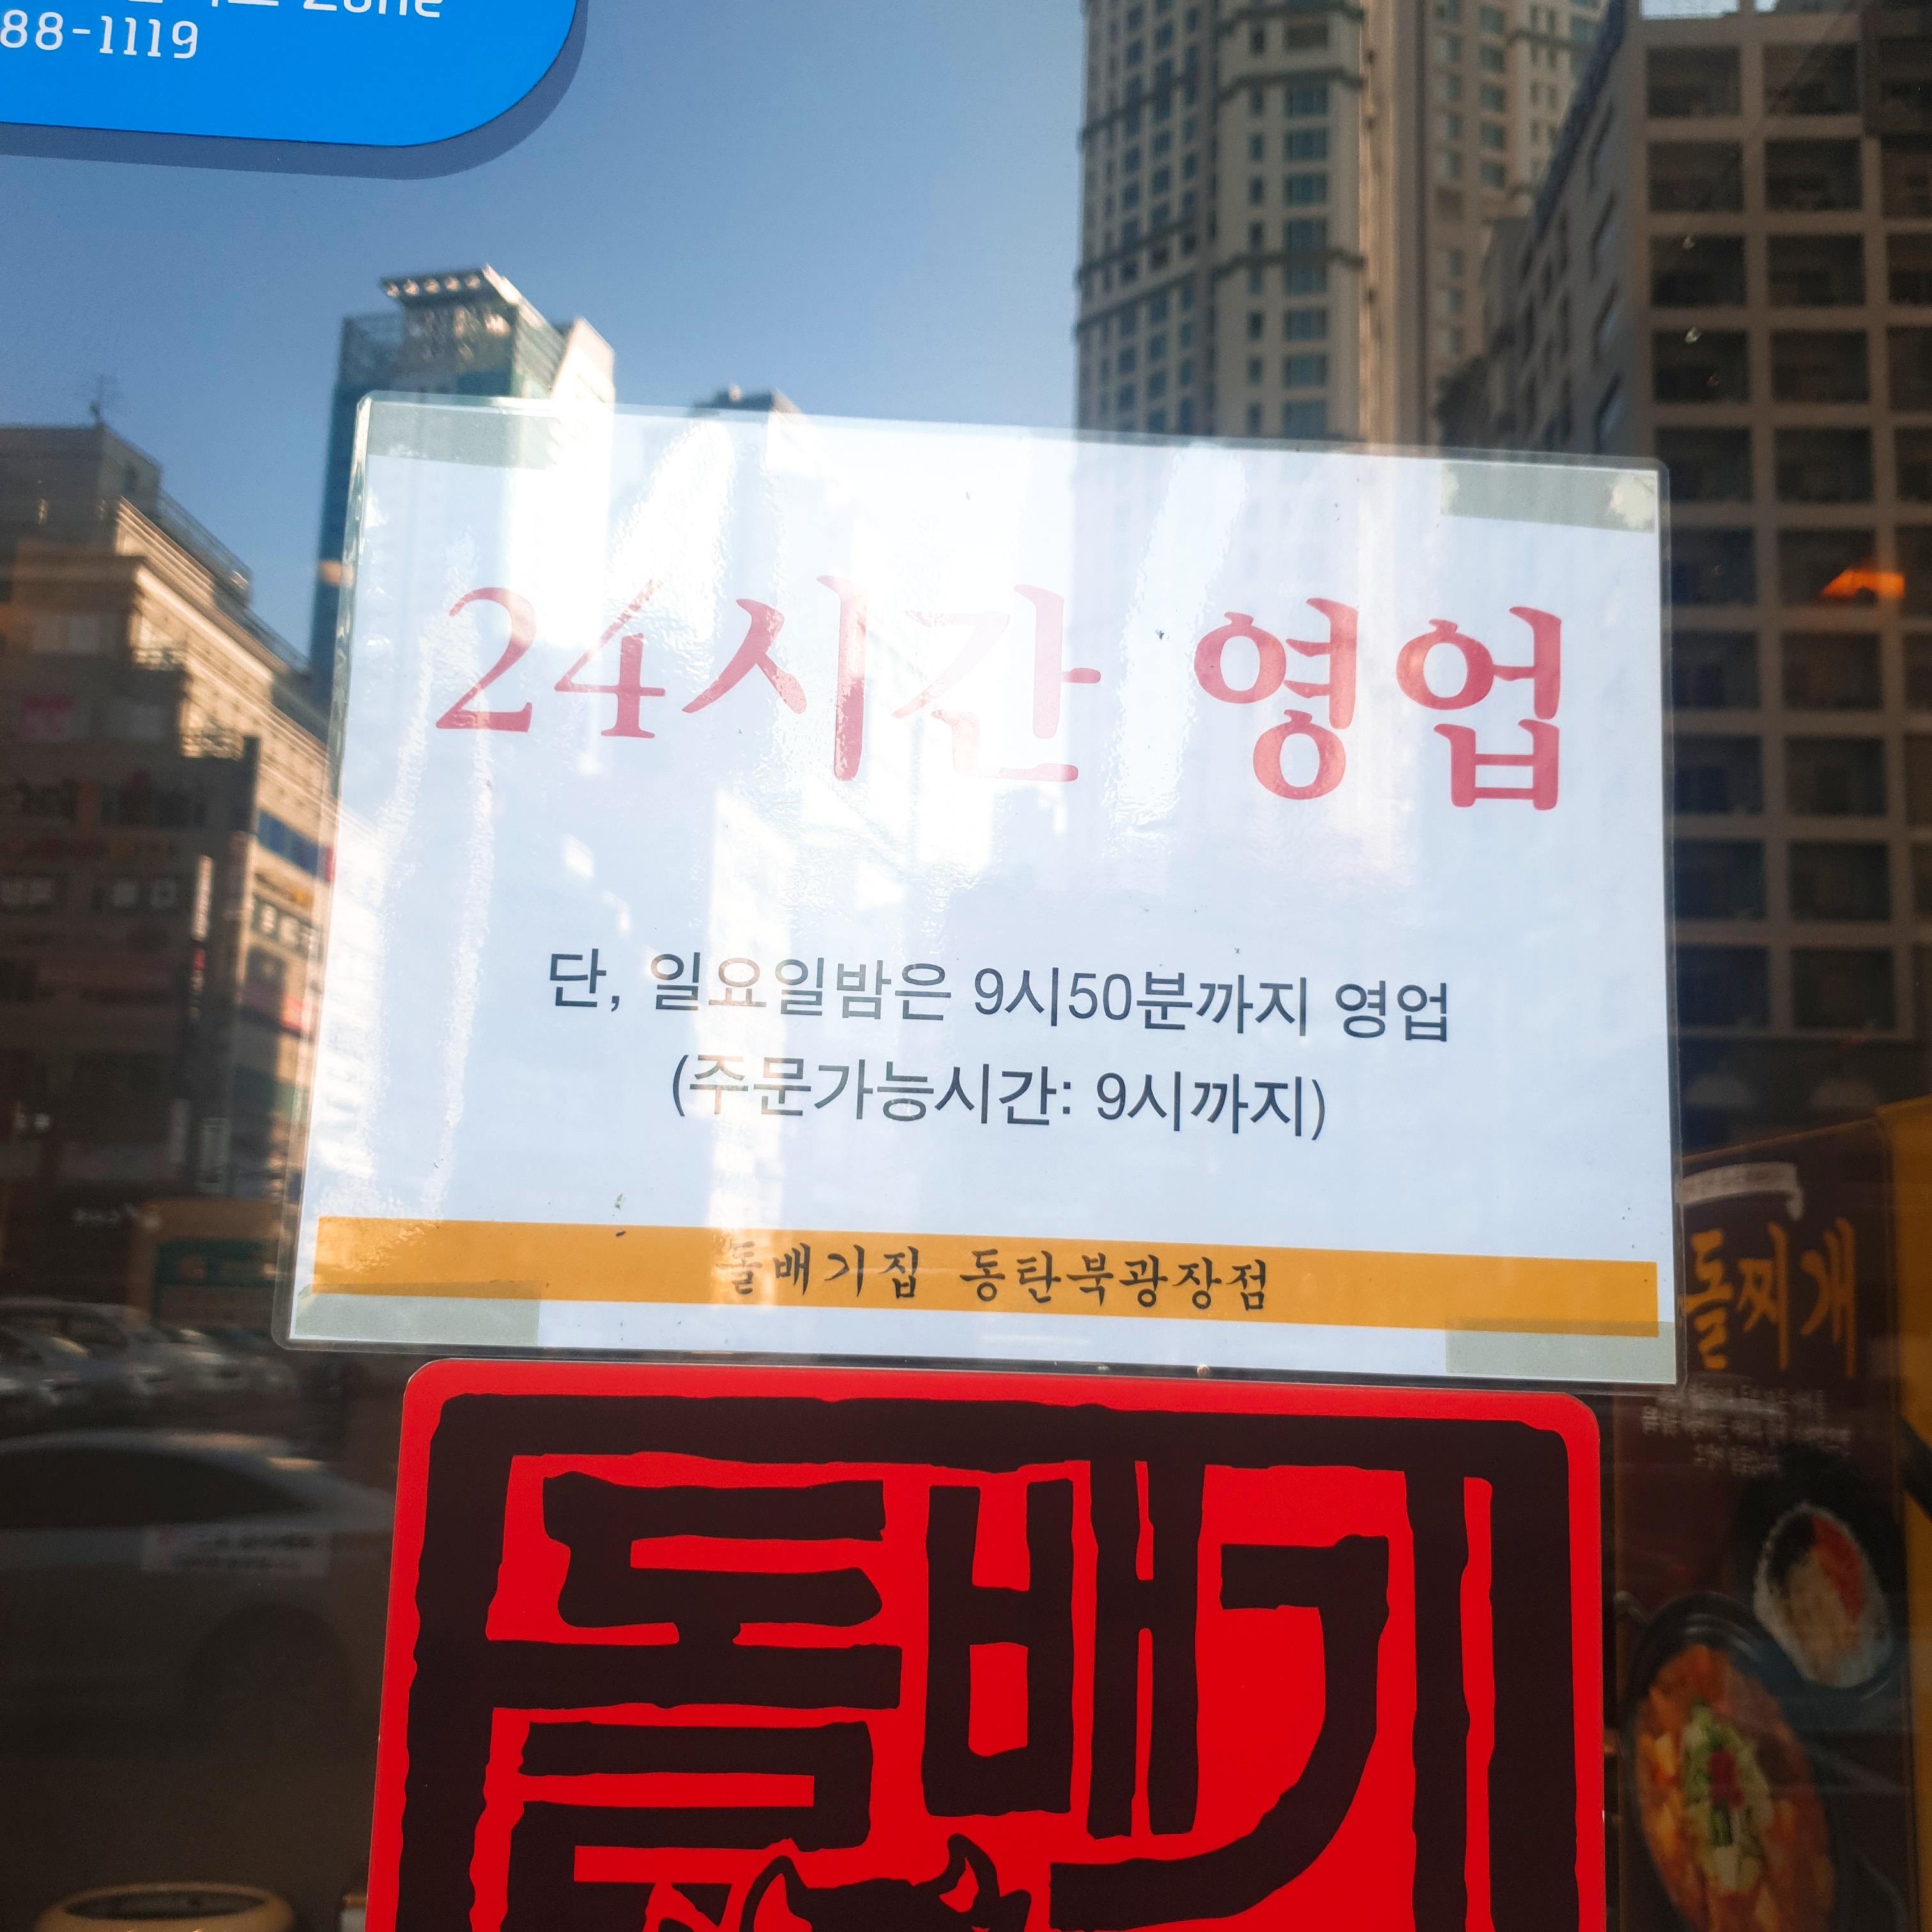 Zone
88-1119
24시간 영업
단, 일요일밤은 9시50분까지 영업
(주문가능시간: 9시까지)
돌배기집 동탄북광장점
돌찌개
돌배기